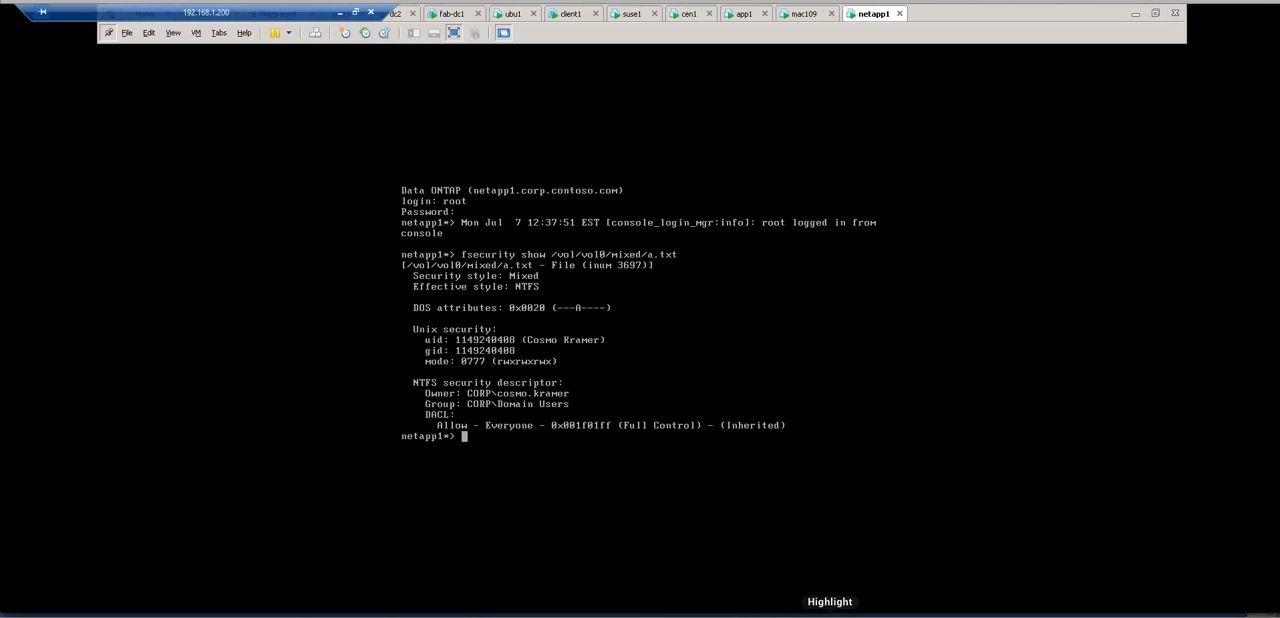 192.168.1.200
dc2 fab-dc1 ubu1 client1 suse1 cen1 app1 mac109 netapp1
File Edit View VM Tabs Help
Data ONTAP (netapp1.corp.contoso.com)
login: root
Password:
netapp1*> Mon Jul  7 12:37:51 EST [console_login_mgr:info]: root logged in from
console
netapp1*> fsecurity show /vol/vol0/mixed/a.txt
[/vol/vol0/mixed/a.txt - File (inum 3697)]
Security style: Mixed
Effective style: NTFS
DOS attributes: 0x0020 (---A----)
Unix security:
uid: 1149240408 (Cosmo Kramer)
gid: 1149240408
mode: 0777 (rwxrwxrwx)
NTFS security descriptor:
Owner: CORP\cosmo.kramer
Group: CORP\Domain Users
DACL:
Allow - Everyone - 0x001f01ff (Full Control) - (Inherited)
netapp1*>
Highlight